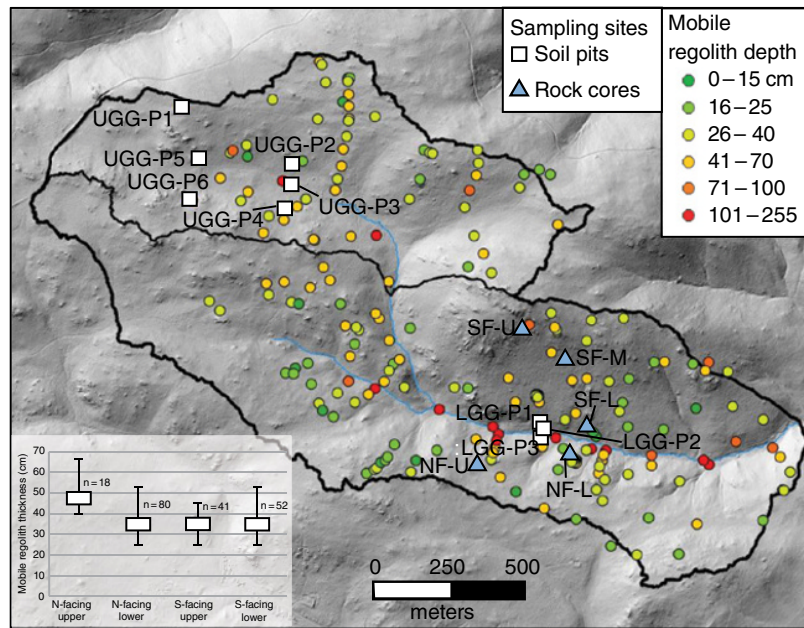 Sampling sites
Soil pits
Rock cores
Mobile
regolith depth
0–15 cm
16–25
26–40
41–70
71–100
101–255
UGG-P1
UGG-P5
UGG-P2
UGG-P6
UGG-P3
UGG-P4
SF-U
SF-M
SF-L
LGG-P1
LGG-P2
LGG-P3
NF-U
NF-L
Mobile regolith thickness (cm)
70
60
50
40
30
20
10
0
n=18
n=80
n=41
n=52
N-facing
upper
N-facing
lower
S-facing
upper
S-facing
lower
0 250 500
meters